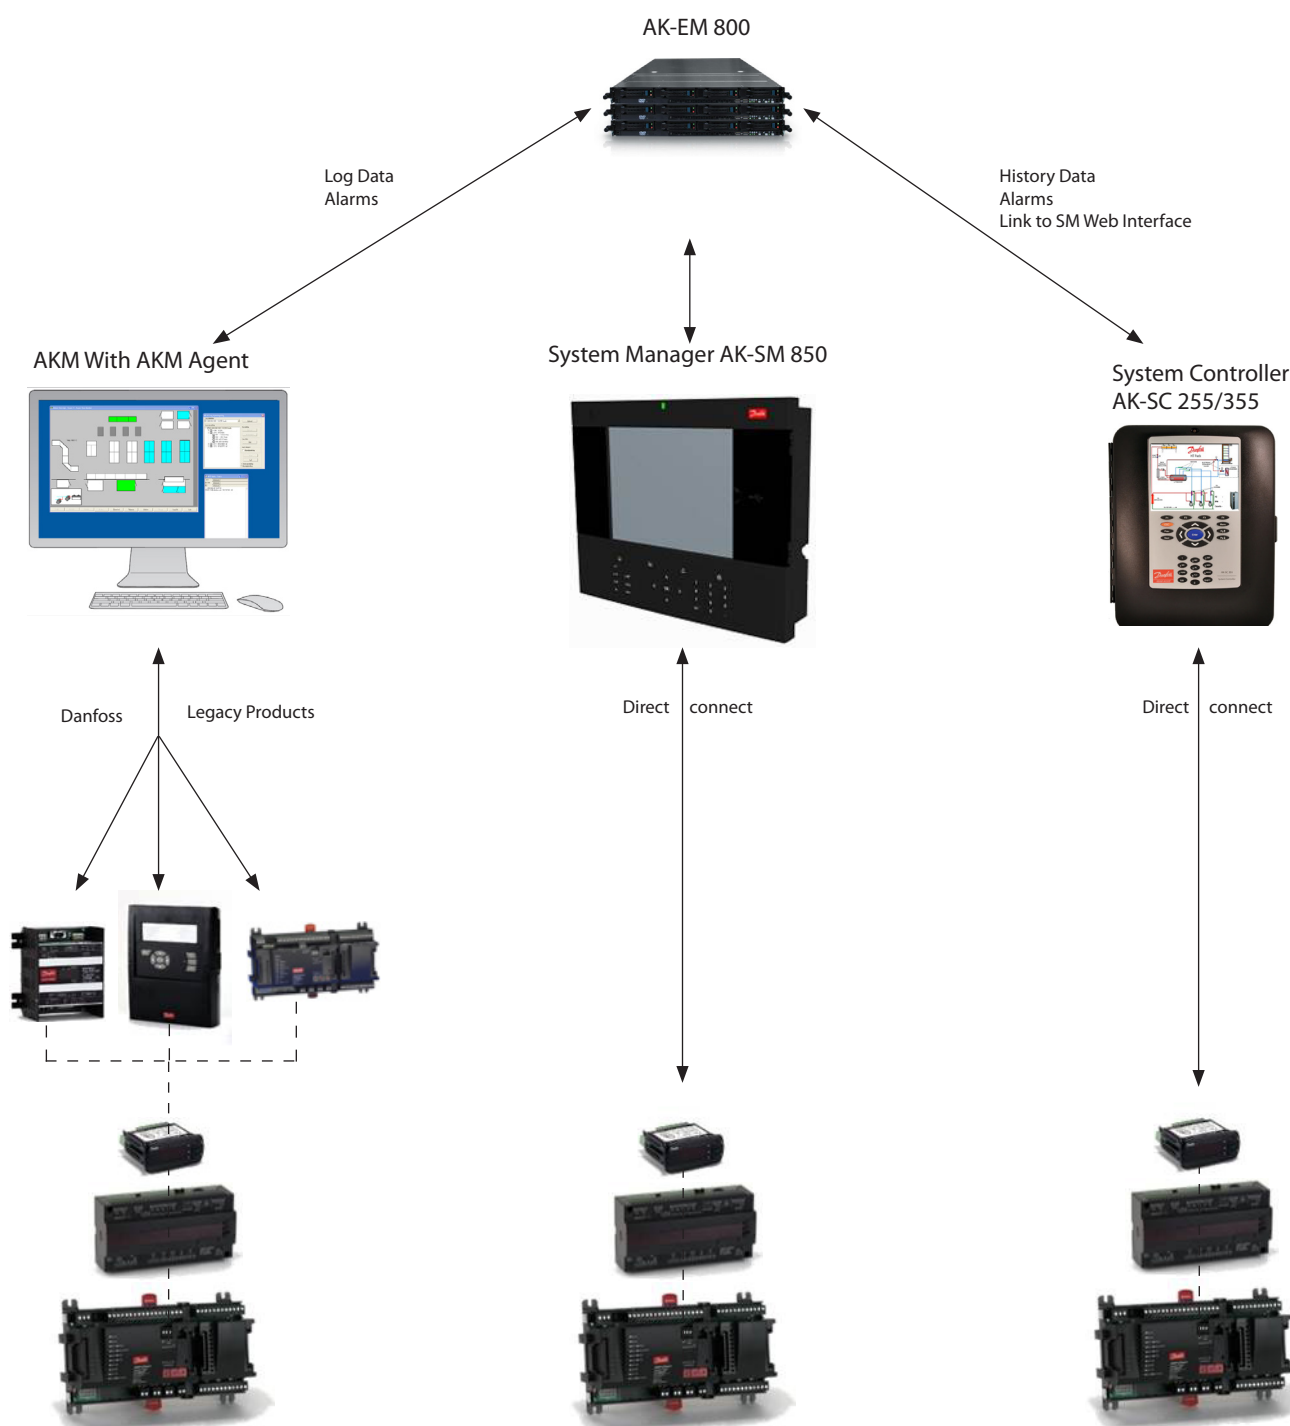 AK-EM 800
Log Data
Alarms
History Data
Alarms
Link to SM Web Interface
AKM With AKM Agent
System Manager AK-SM 850
System Controller
AK-SC 255/355
Danfoss
Legacy Products
Direct connect
Direct connect